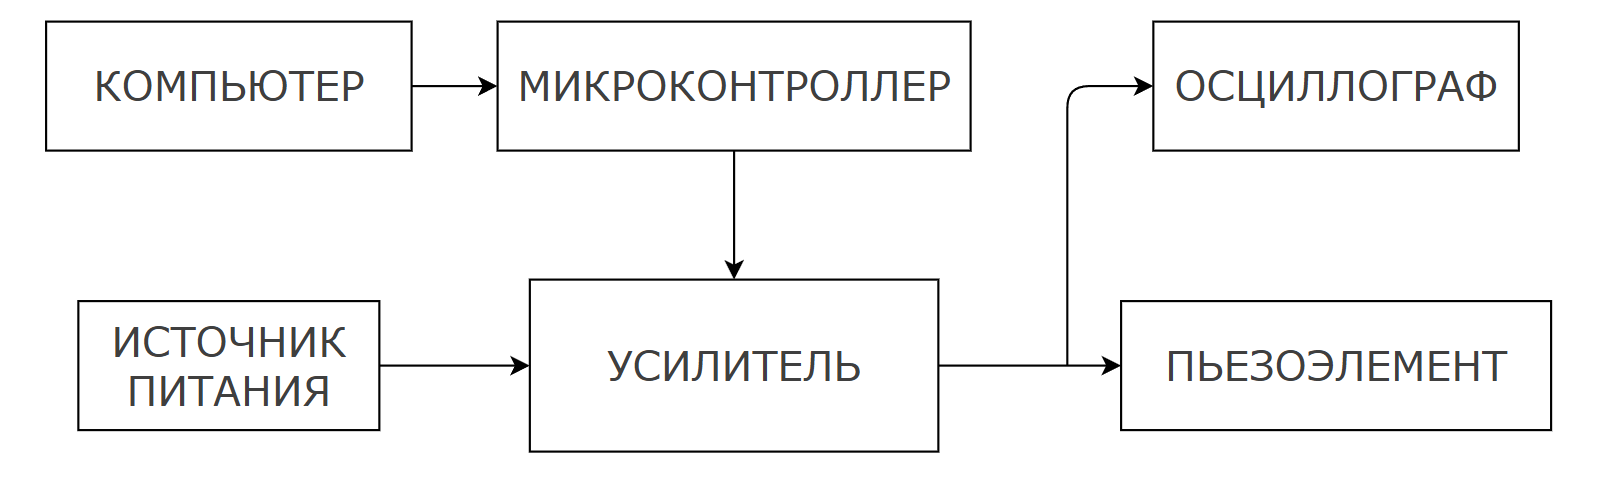 КОМПЬЮТЕР
МИКРОКОНТРОЛЛЕР
ОСЦИЛЛОГРАФ
ИСТОЧНИК
ПИТАНИЯ
УСИЛИТЕЛЬ
ПЬЕЗОЭЛЕМЕНТ